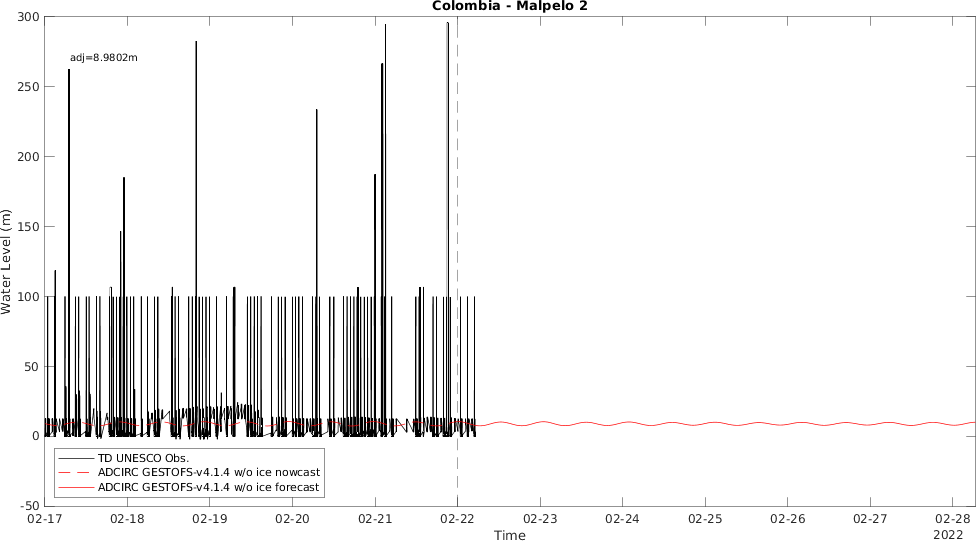 Colombia - Malpelo 2
300
250
200
150
100
50
0
-50
Water Level (m)
adj=8.9802m
TD UNESCO Obs.
ADCIRC GESTOFS-v4.1.4 w/o ice nowcast
ADCIRC GESTOFS-v4.1.4 w/o ice forecast
02-17 02-18 02-19 02-20 02-21 02-22 02-23 02-24 02-25 02-26 02-27 02-28
Time
2022